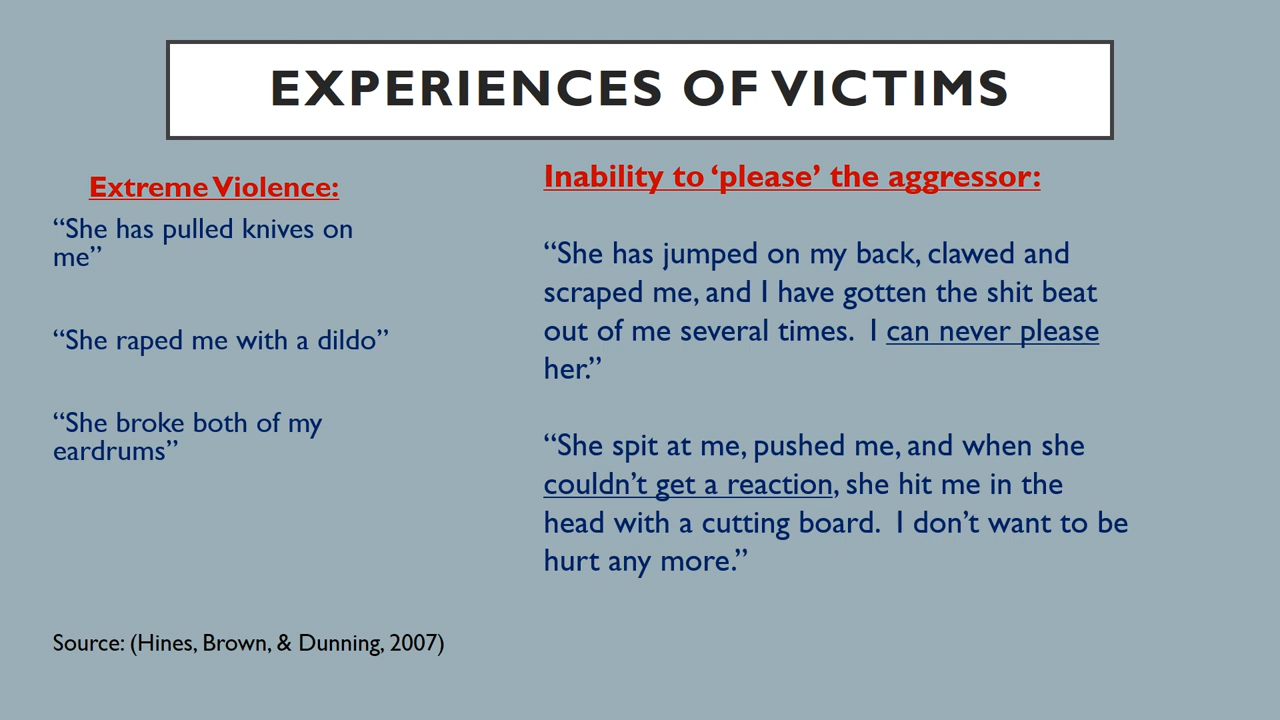 EXPERIENCES OF VICTIMS
Extreme Violence:
“She has pulled knives on
me”
“She raped me with a dildo”
“She broke both of my
eardrums”
Inability to ‘please’ the aggressor:
“She has jumped on my back, clawed and
scraped me, and I have gotten the shit beat
out of me several times.  I can never please
her.”
“She spit at me, pushed me, and when she
couldn’t get a reaction, she hit me in the
head with a cutting board.  I don’t want to be
hurt any more.”
Source: (Hines, Brown, & Dunning, 2007)